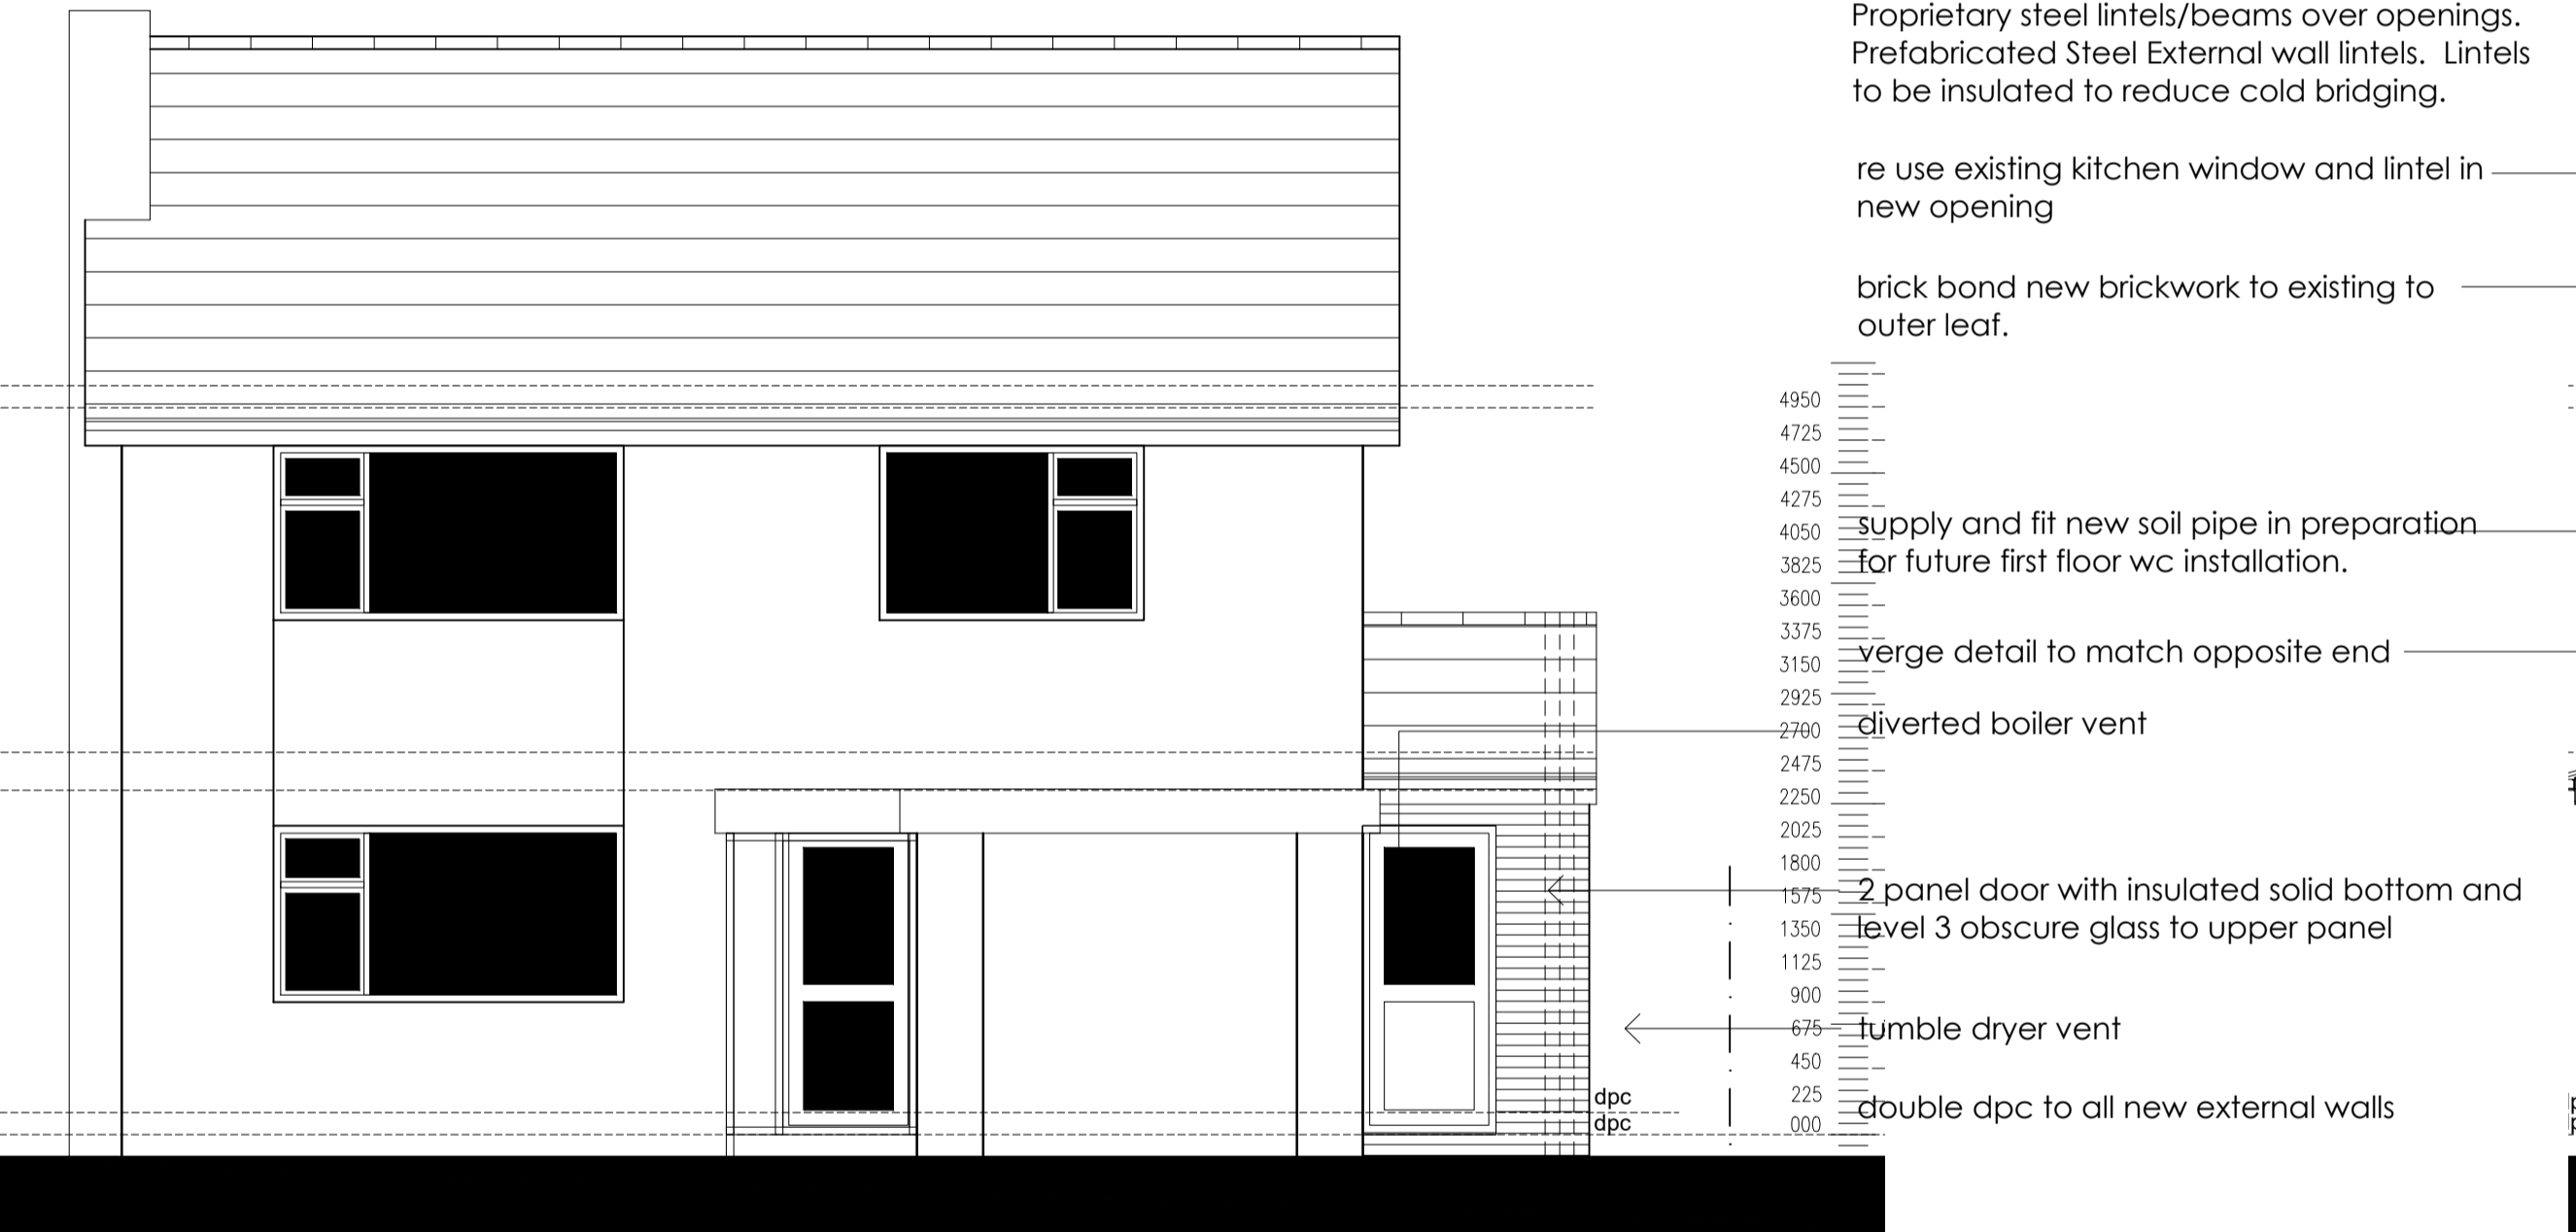 Proprietary steel lintels/beams over openings.
Prefabricated Steel External wall lintels.  Lintels
to be insulated to reduce cold bridging.
re use existing kitchen window and lintel in
new opening
brick bond new brickwork to existing to
outer leaf.
4950
4725
4500
4275
4050
3825
3600
3375
3150
2925
2700
2475
2250
2025
1800
1575
1350
1125
900
675
450
225
000
supply and fit new soil pipe in preparation
for future first floor wc installation.
verge detail to match opposite end
diverted boiler vent
2 panel door with insulated solid bottom and
level 3 obscure glass to upper panel
tumble dryer vent
double dpc to all new external walls
dpc
dpc